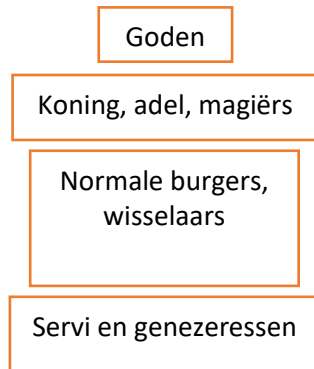 Goden
Koning, adel, magiërs
Normale burgers,
wisselaars
Servi en genezeressen